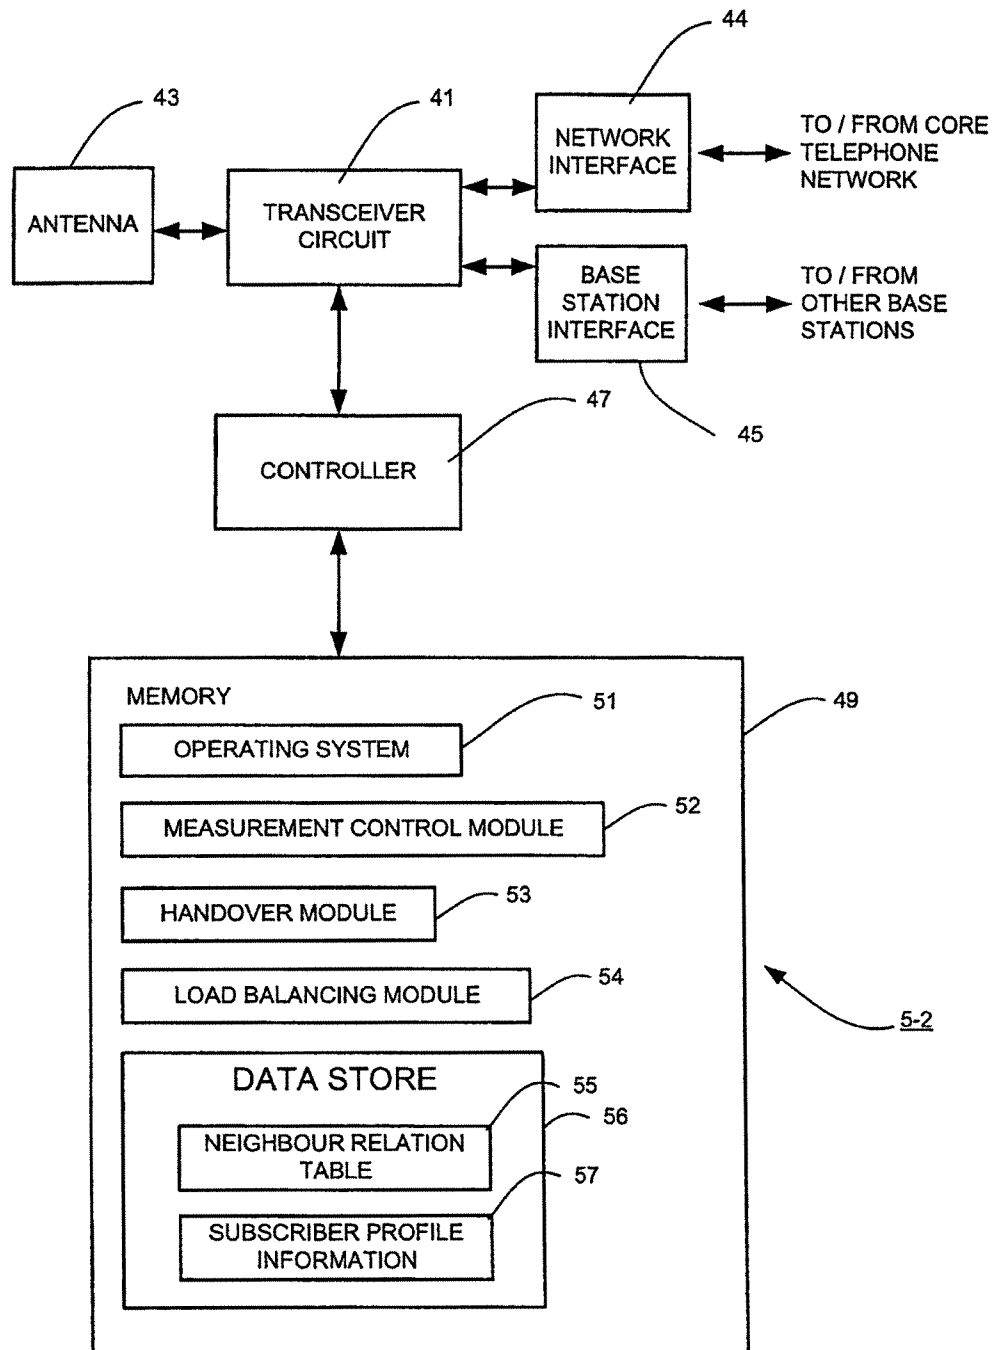 44
43
41
NETWORK
INTERFACE
TO / FROM CORE
TELEPHONE
NETWORK
ANTENNA
TRANSCEIVER
CIRCUIT
BASE
STATION
INTERFACE
TO / FROM
OTHER BASE
STATIONS
47
45
CONTROLLER
MEMORY
51
49
OPERATING SYSTEM
52
MEASUREMENT CONTROL MODULE
53
HANDOVER MODULE
54
LOAD BALANCING MODULE
5-2
DATA STORE
55
56
NEIGHBOUR RELATION
TABLE
57
SUBSCRIBER PROFILE
INFORMATION